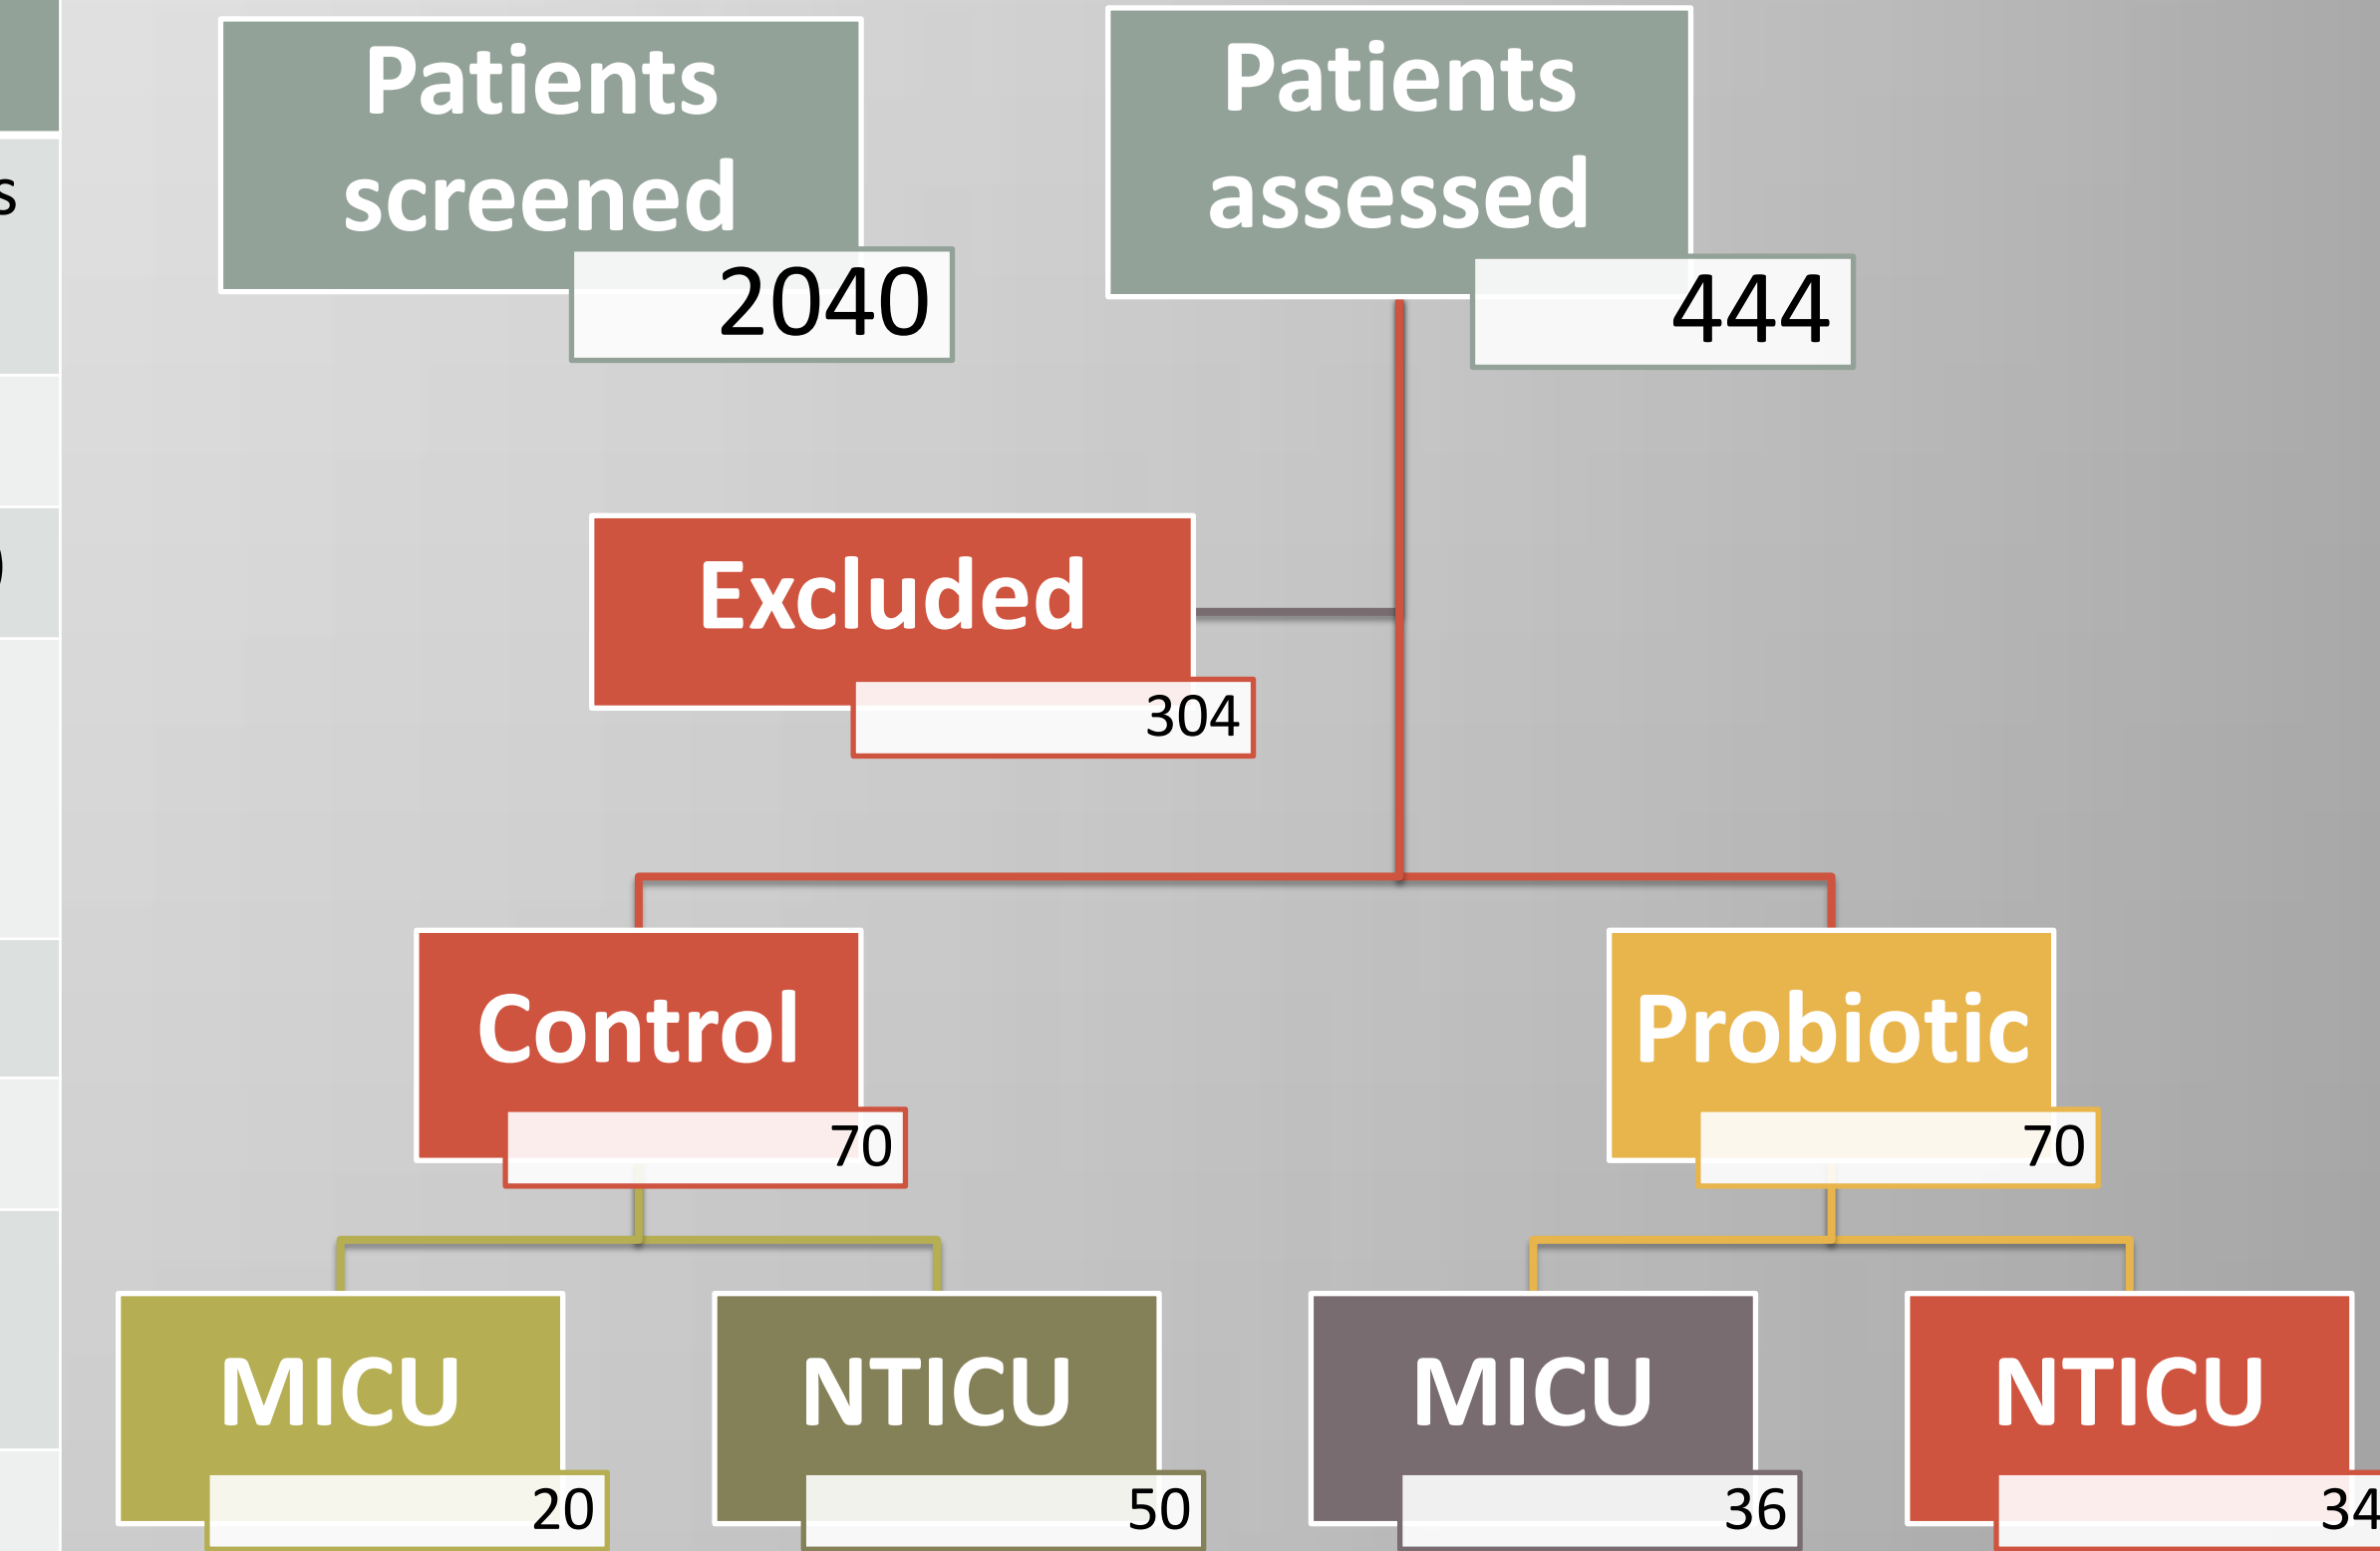 Patients
screened
2040
Patients
assessed
444
Excluded
304
Control
70
Probiotic
70
MICU
20
NTICU
50
MICU
36
NTICU
34